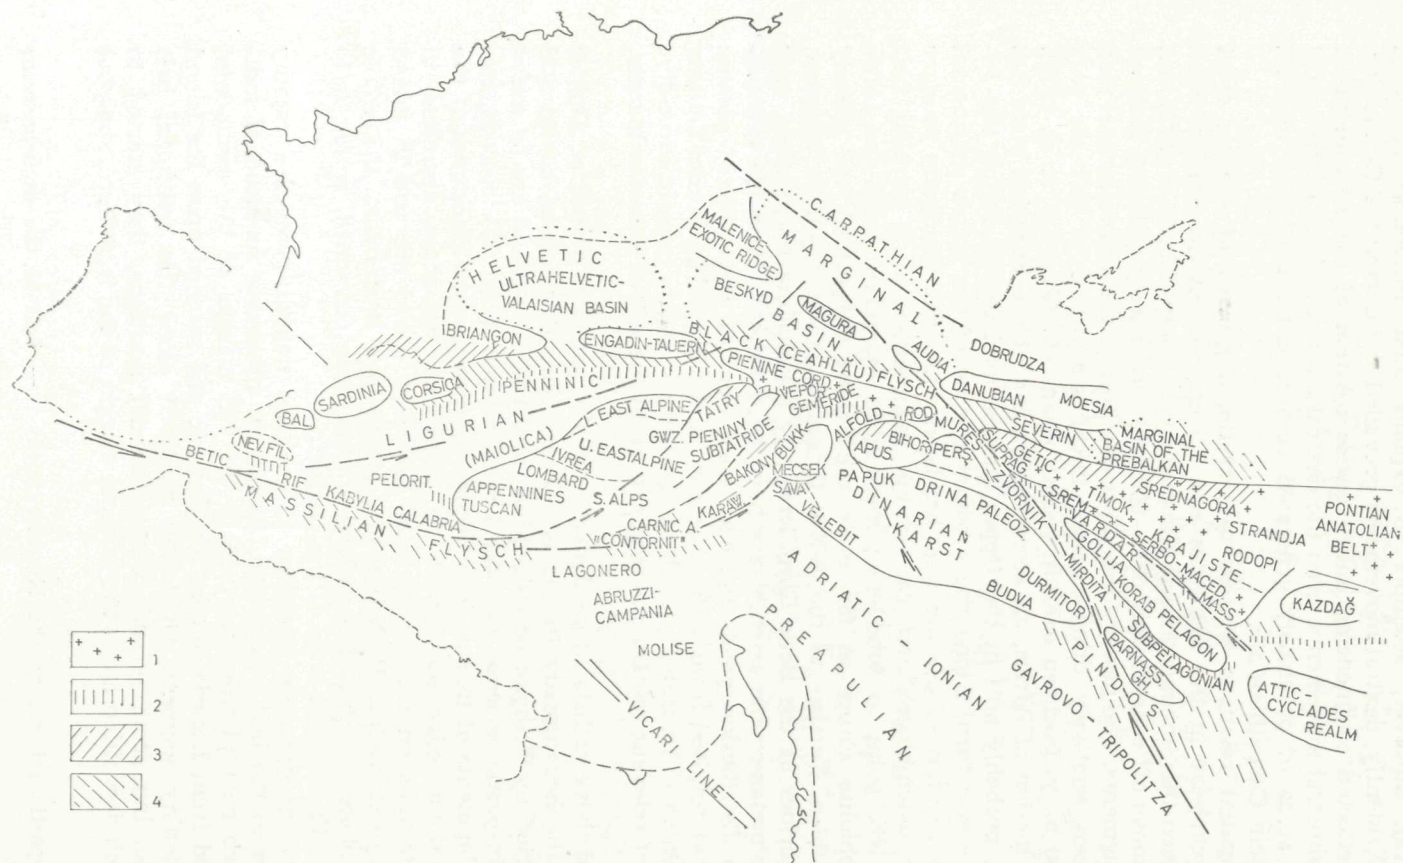 CARPATHIAN
MARGINAL
BASIN
MALENICE
EXOTIC RIDGE
BESKYD
MAGURA
HELVETIC
ULTRAHELVETIC-
VALAISIAN BASIN
BRIANGON
ENGADIN-TAUERN
BLACK (CEAHLĂU) FLYSCH
AUDIA
DOBRUDZA
PIENINE CORD
DANUBIAN
MOESIA
SARDINIA
CORSICA
PENNINIC
VEPOR
GEMERIDE
TATRY
L. EAST ALPINE
BAL
LIGURIAN
(MAIOLICA)
GWZ. PIENINY
SUBTATRIDE
U. EASTALPINE
IVREA
LOMBARD
ALFÖLD
ROD
MURES
SEVERIN
MARGINAL
BASIN OF THE
PREBALKAN
NEV.FIL
BETIC
RIF
KABYLIA
CALABRIA
PELORIT.
APPENNINES
TUSCAN
S. ALPS
BAKONY
BUKK
MECSEK
SAVA
BIHOR
APUS.
PERS.
SUPRAG
GETIC
SREDNAGORA
MASSILIAN
FLYSCH
CARNIC A.
KARAW
"CONTORNIT"
PAPUK
DRINA PALEOZ
ZVORNIK
SREM
TIMOK
KRAJISTE
STRANDJA
RODOPI
PONTIAN
ANATOLIAN
BELT
VELEBIT
DINARIAN
KARST
VARDAR
SERBO-MACED
MASS
GOLIJA
KORAB PELAGON
MIRDITA
SUBPELAGONIAN
KAZDAĞ
LAGONERO
ABRUZZI-
CAMPANIA
MOLISE
ADRIATIC - IONIAN
PREAPULIAN
BUDVA
DURMITOR
PARNASS
GH.
PINDOS
GAVROVO-TRIPOLITZA
ATTIC-
CYCLADES
REALM
VICARI LINE
1
2
3
4